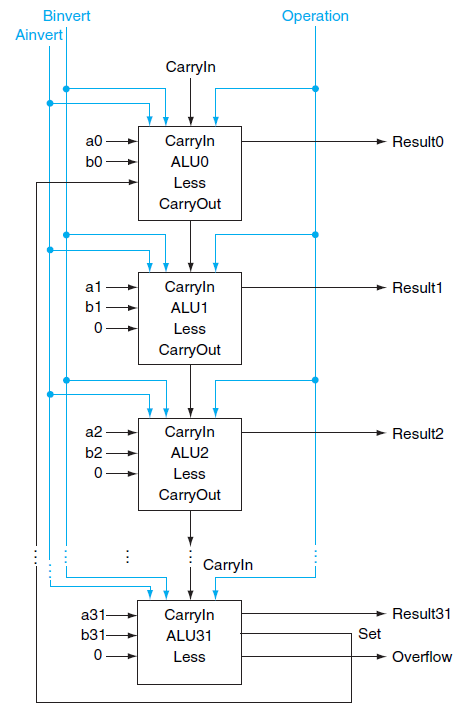 Binvert Operation
Ainvert
CarryIn
a0 CarryIn Result0
b0 ALU0
Less
CarryOut
a1 CarryIn Result1
b1 ALU1
0 Less
CarryOut
a2 CarryIn Result2
b2 ALU2
0 Less
CarryOut
CarryIn
a31 CarryIn Result31
b31 ALU31 Set
0 Less Overflow